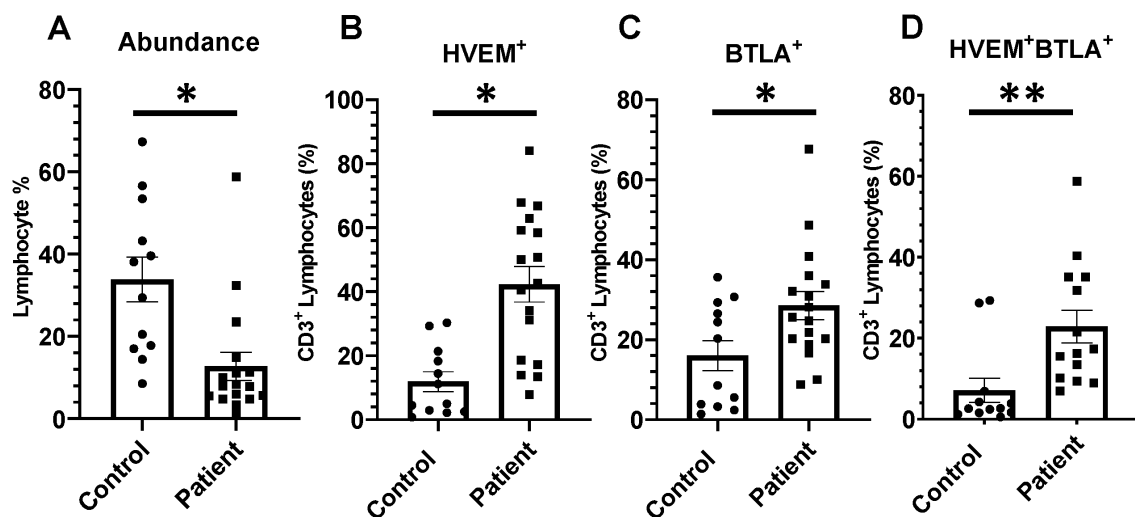 A
Abundance
*
Lymphocyte %
80
60
40
20
0
Control
Patient
B
HVEM⁺
*
CD3⁺ Lymphocytes (%)
100
80
60
40
20
0
Control
Patient
C
BTLA⁺
*
CD3⁺ Lymphocytes (%)
80
60
40
20
0
Control
Patient
D
HVEM⁺BTLA⁺
**
CD3⁺ Lymphocytes (%)
80
60
40
20
0
Control
Patient